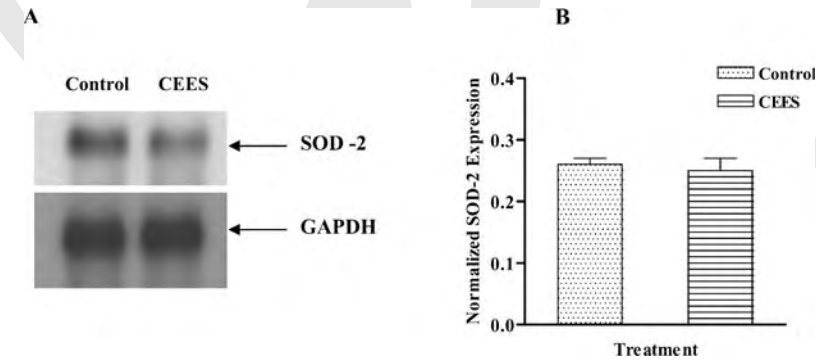 A
Control CEES
SOD -2
GAPDH
B
Control
CEES
Normalized SOD-2 Expression
0.4
0.3
0.2
0.1
0.0
Treatment